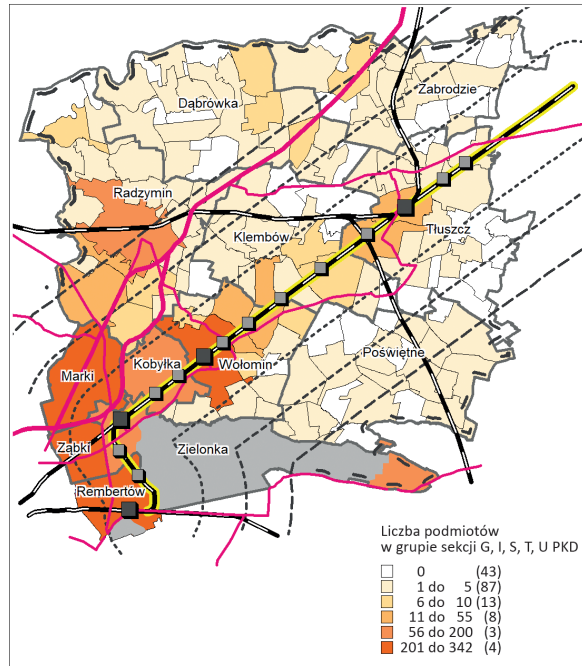 Dąbrówka
Zabrodzie
Radzymin
Klembów
Tłuszcz
Poświętne
Marki
Kobyłka
Wołomin
Ząbki
Zielonka
Rembertów
Liczba podmiotów
w grupie sekcji G, I, S, T, U PKD
0 (43)
1 do 5 (87)
6 do 10 (13)
11 do 55 (8)
56 do 200 (3)
201 do 342 (4)